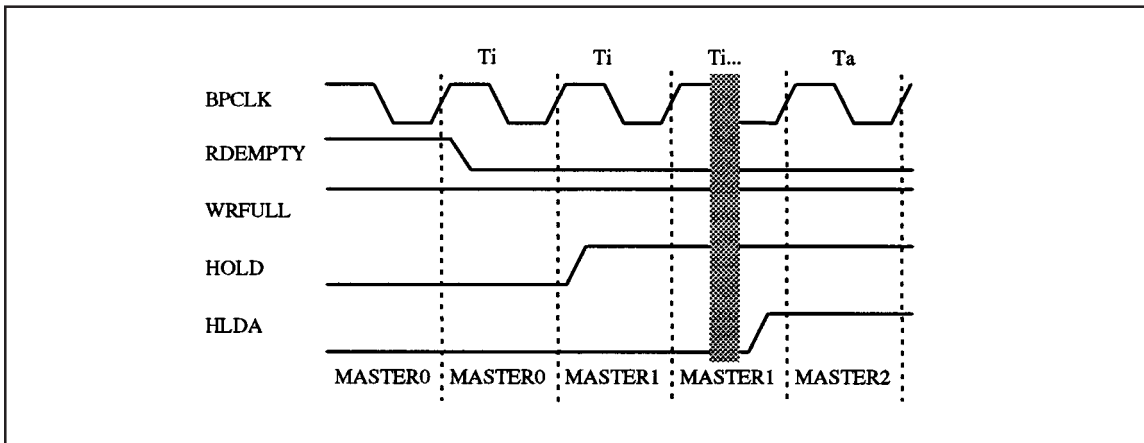 Ti Ti Ti... Ta
BPCLK
RDEMPTY
WRFULL
HOLD
HLDA
MASTER0 MASTER0 MASTER1 MASTER1 MASTER2